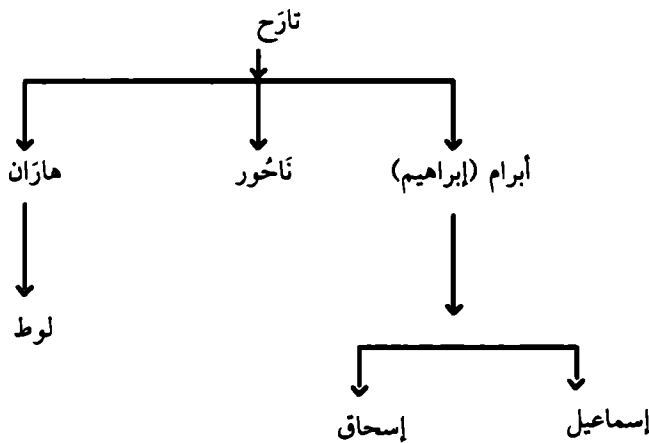 تارَح
أبرام (إبراهيم) نَاحُور هارَان
لوط
إسماعيل إسحاق